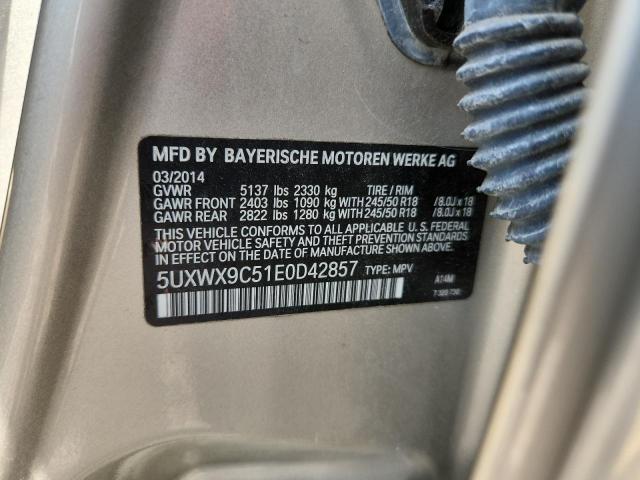 MFD BY BAYERISCHE MOTOREN WERKE AG
03/2014
GVWR 5137 lbs 2330 kg TIRE / RIM
GAWR FRONT 2403 lbs 1090 kg WITH 245/50 R18 /8.0J x 18
GAWR REAR 2822 lbs 1280 kg WITH 245/50 R18 /8.0J x 18
THIS VEHICLE CONFORMS TO ALL APPLICABLE U.S. FEDERAL
MOTOR VEHICLE SAFETY, BUMPER, AND THEFT PREVENTION STANDARDS
IN EFFECT ON THE DATE OF MANUFACTURE SHOWN ABOVE.
5UXWX9C51E0D42857 TYPE: MPV
A14M